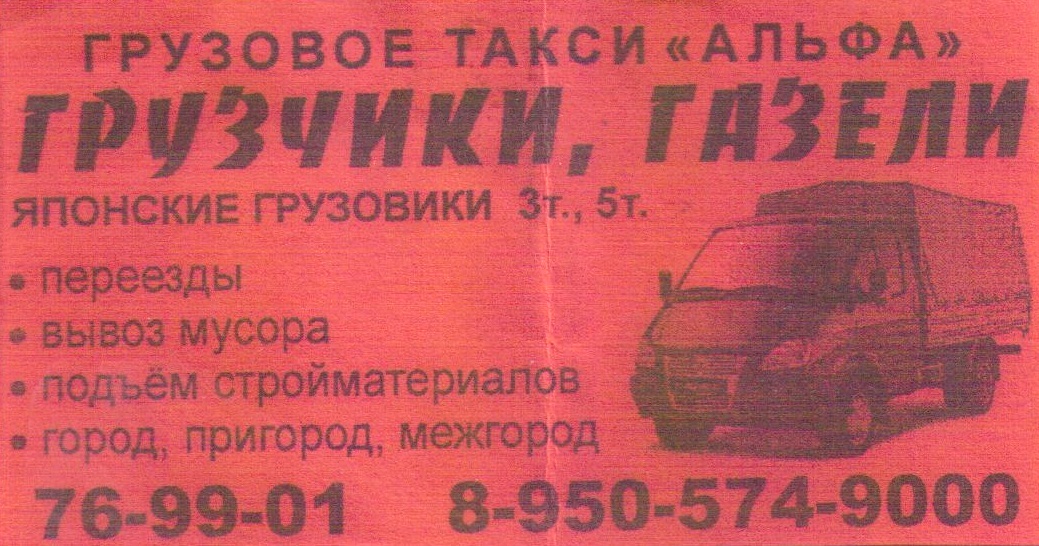 ГРУЗОВОЕ ТАКСИ «АЛЬФА»
ГРУЗЧИКИ, ГАЗЕЛИ
ЯПОНСКИЕ ГРУЗОВИКИ 3т., 5т.
• переезды
• вывоз мусора
• подъём стройматериалов
• город, пригород, межгород
76-99-01 8-950-574-9000